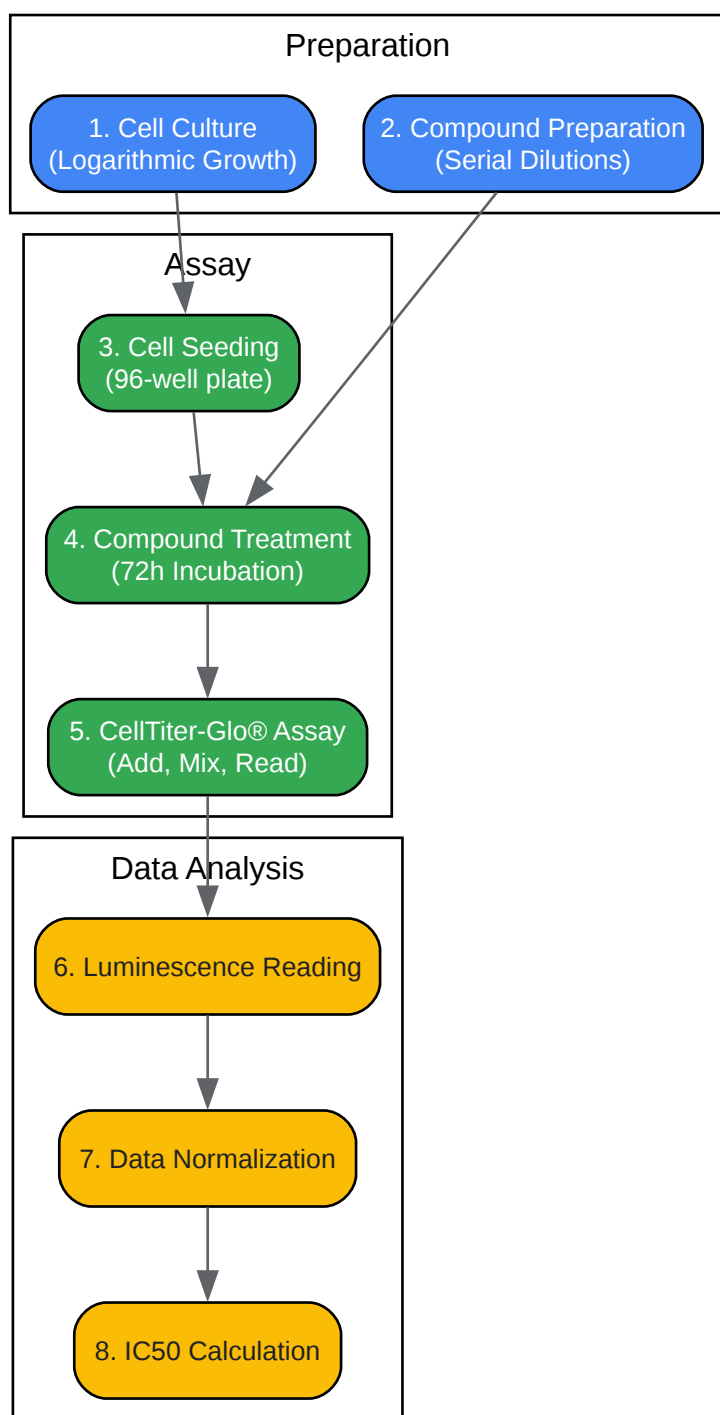 Preparation
1. Cell Culture
(Logarithmic Growth)
2. Compound Preparation
(Serial Dilutions)
Assay
3. Cell Seeding
(96-well plate)
4. Compound Treatment
(72h Incubation)
5. CellTiter-Glo® Assay
(Add, Mix, Read)
Data Analysis
6. Luminescence Reading
7. Data Normalization
8. IC50 Calculation